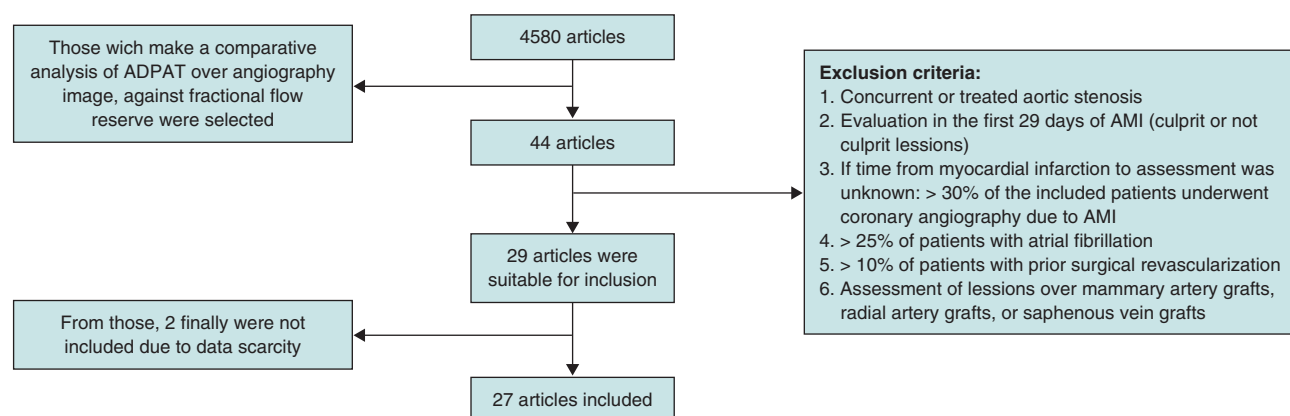 4580 articles
Those wich make a comparative
analysis of ADPAT over angiography
image, against fractional flow
reserve were selected
44 articles
Exclusion criteria:
1. Concurrent or treated aortic stenosis
2. Evaluation in the first 29 days of AMI (culprit or not
culprit lessions)
3. If time from myocardial infarction to assessment was
unknown: > 30% of the included patients underwent
coronary angiography due to AMI
4. > 25% of patients with atrial fibrillation
5. > 10% of patients with prior surgical revascularization
6. Assessment of lessions over mammary artery grafts,
radial artery grafts, or saphenous vein grafts
29 articles were
suitable for inclusion
From those, 2 finally were not
included due to data scarcity
27 articles included